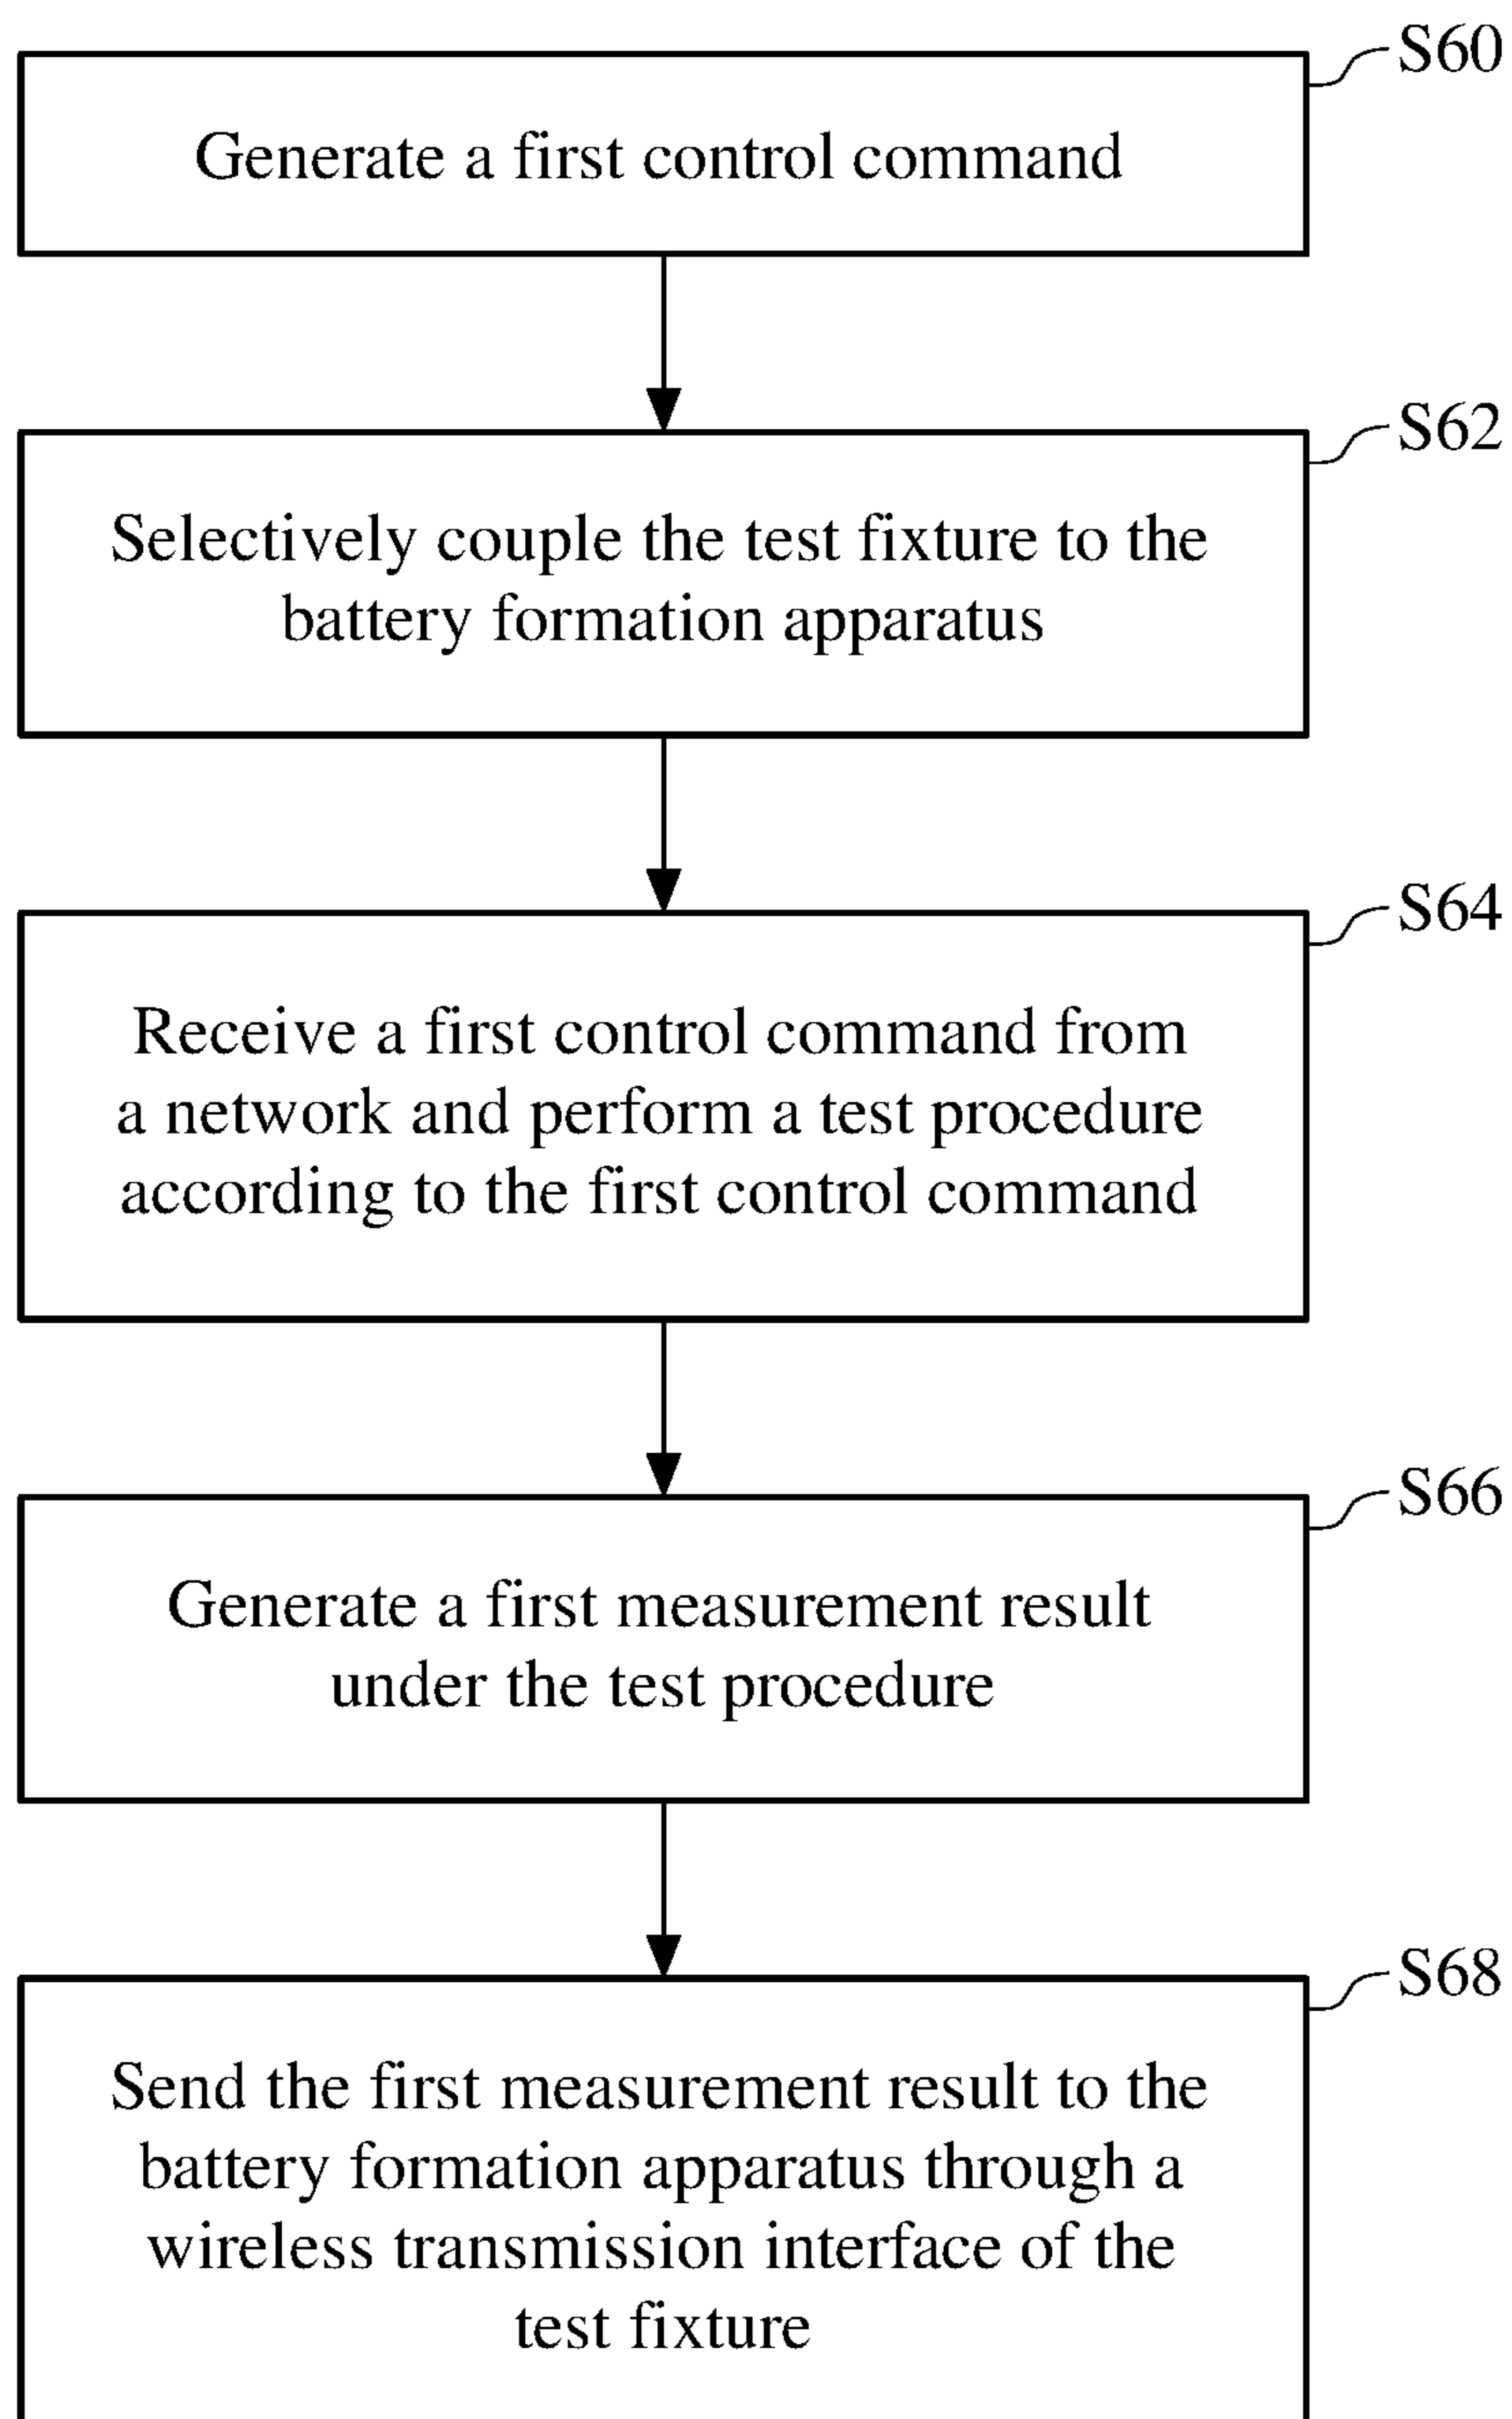 S60
Generate a first control command
S62
Selectively couple the test fixture to the
battery formation apparatus
S64
Receive a first control command from
a network and perform a test procedure
according to the first control command
S66
Generate a first measurement result
under the test procedure
S68
Send the first measurement result to the
battery formation apparatus through a
wireless transmission interface of the
test fixture